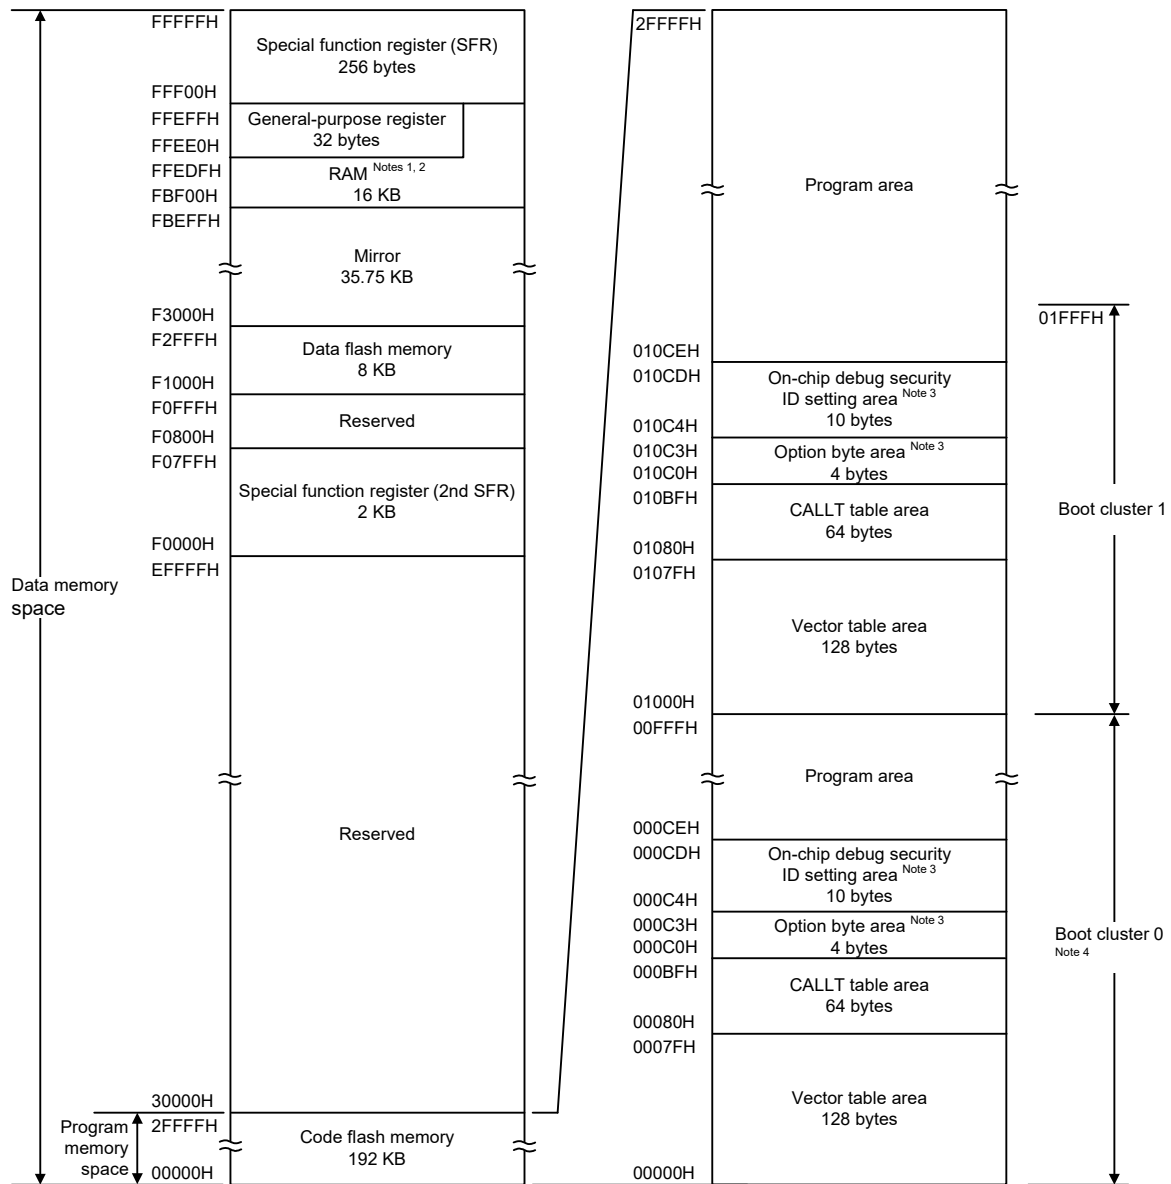 FFFFFH
Special function register (SFR)
256 bytes
FFF00H
FFEFFH
General-purpose register
32 bytes
FFEE0H
FFEDFH
RAM Notes 1, 2
16 KB
FBF00H
FBEFFH
Mirror
35.75 KB
F3000H
F2FFFH
Data flash memory
8 KB
F1000H
F0FFFH
Reserved
F0800H
F07FFH
Special function register (2nd SFR)
2 KB
F0000H
EFFFFH
Data memory
space
Reserved
30000H
2FFFFH
Program
memory
space
Code flash memory
192 KB
00000H
2FFFFH
Program area
010CEH
010CDH
On-chip debug security
ID setting area Note 3
10 bytes
010C4H
010C3H
Option byte area Note 3
4 bytes
010C0H
010BFH
CALLT table area
64 bytes
01080H
0107FH
Vector table area
128 bytes
01000H
00FFFH
Program area
000CEH
000CDH
On-chip debug security
ID setting area Note 3
10 bytes
000C4H
000C3H
Option byte area Note 3
4 bytes
000C0H
000BFH
CALLT table area
64 bytes
00080H
0007FH
Vector table area
128 bytes
00000H
01FFFH
Boot cluster 1
Boot cluster 0
Note 4